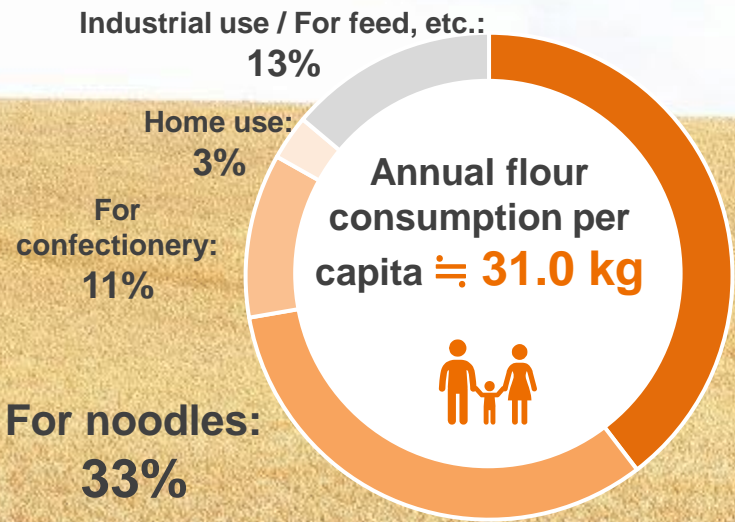 Industrial use / For feed, etc.:
13%
Home use:
3%
For
confectionery:
11%
For noodles:
33%
Annual flour
consumption per
capita ≒ 31.0 kg